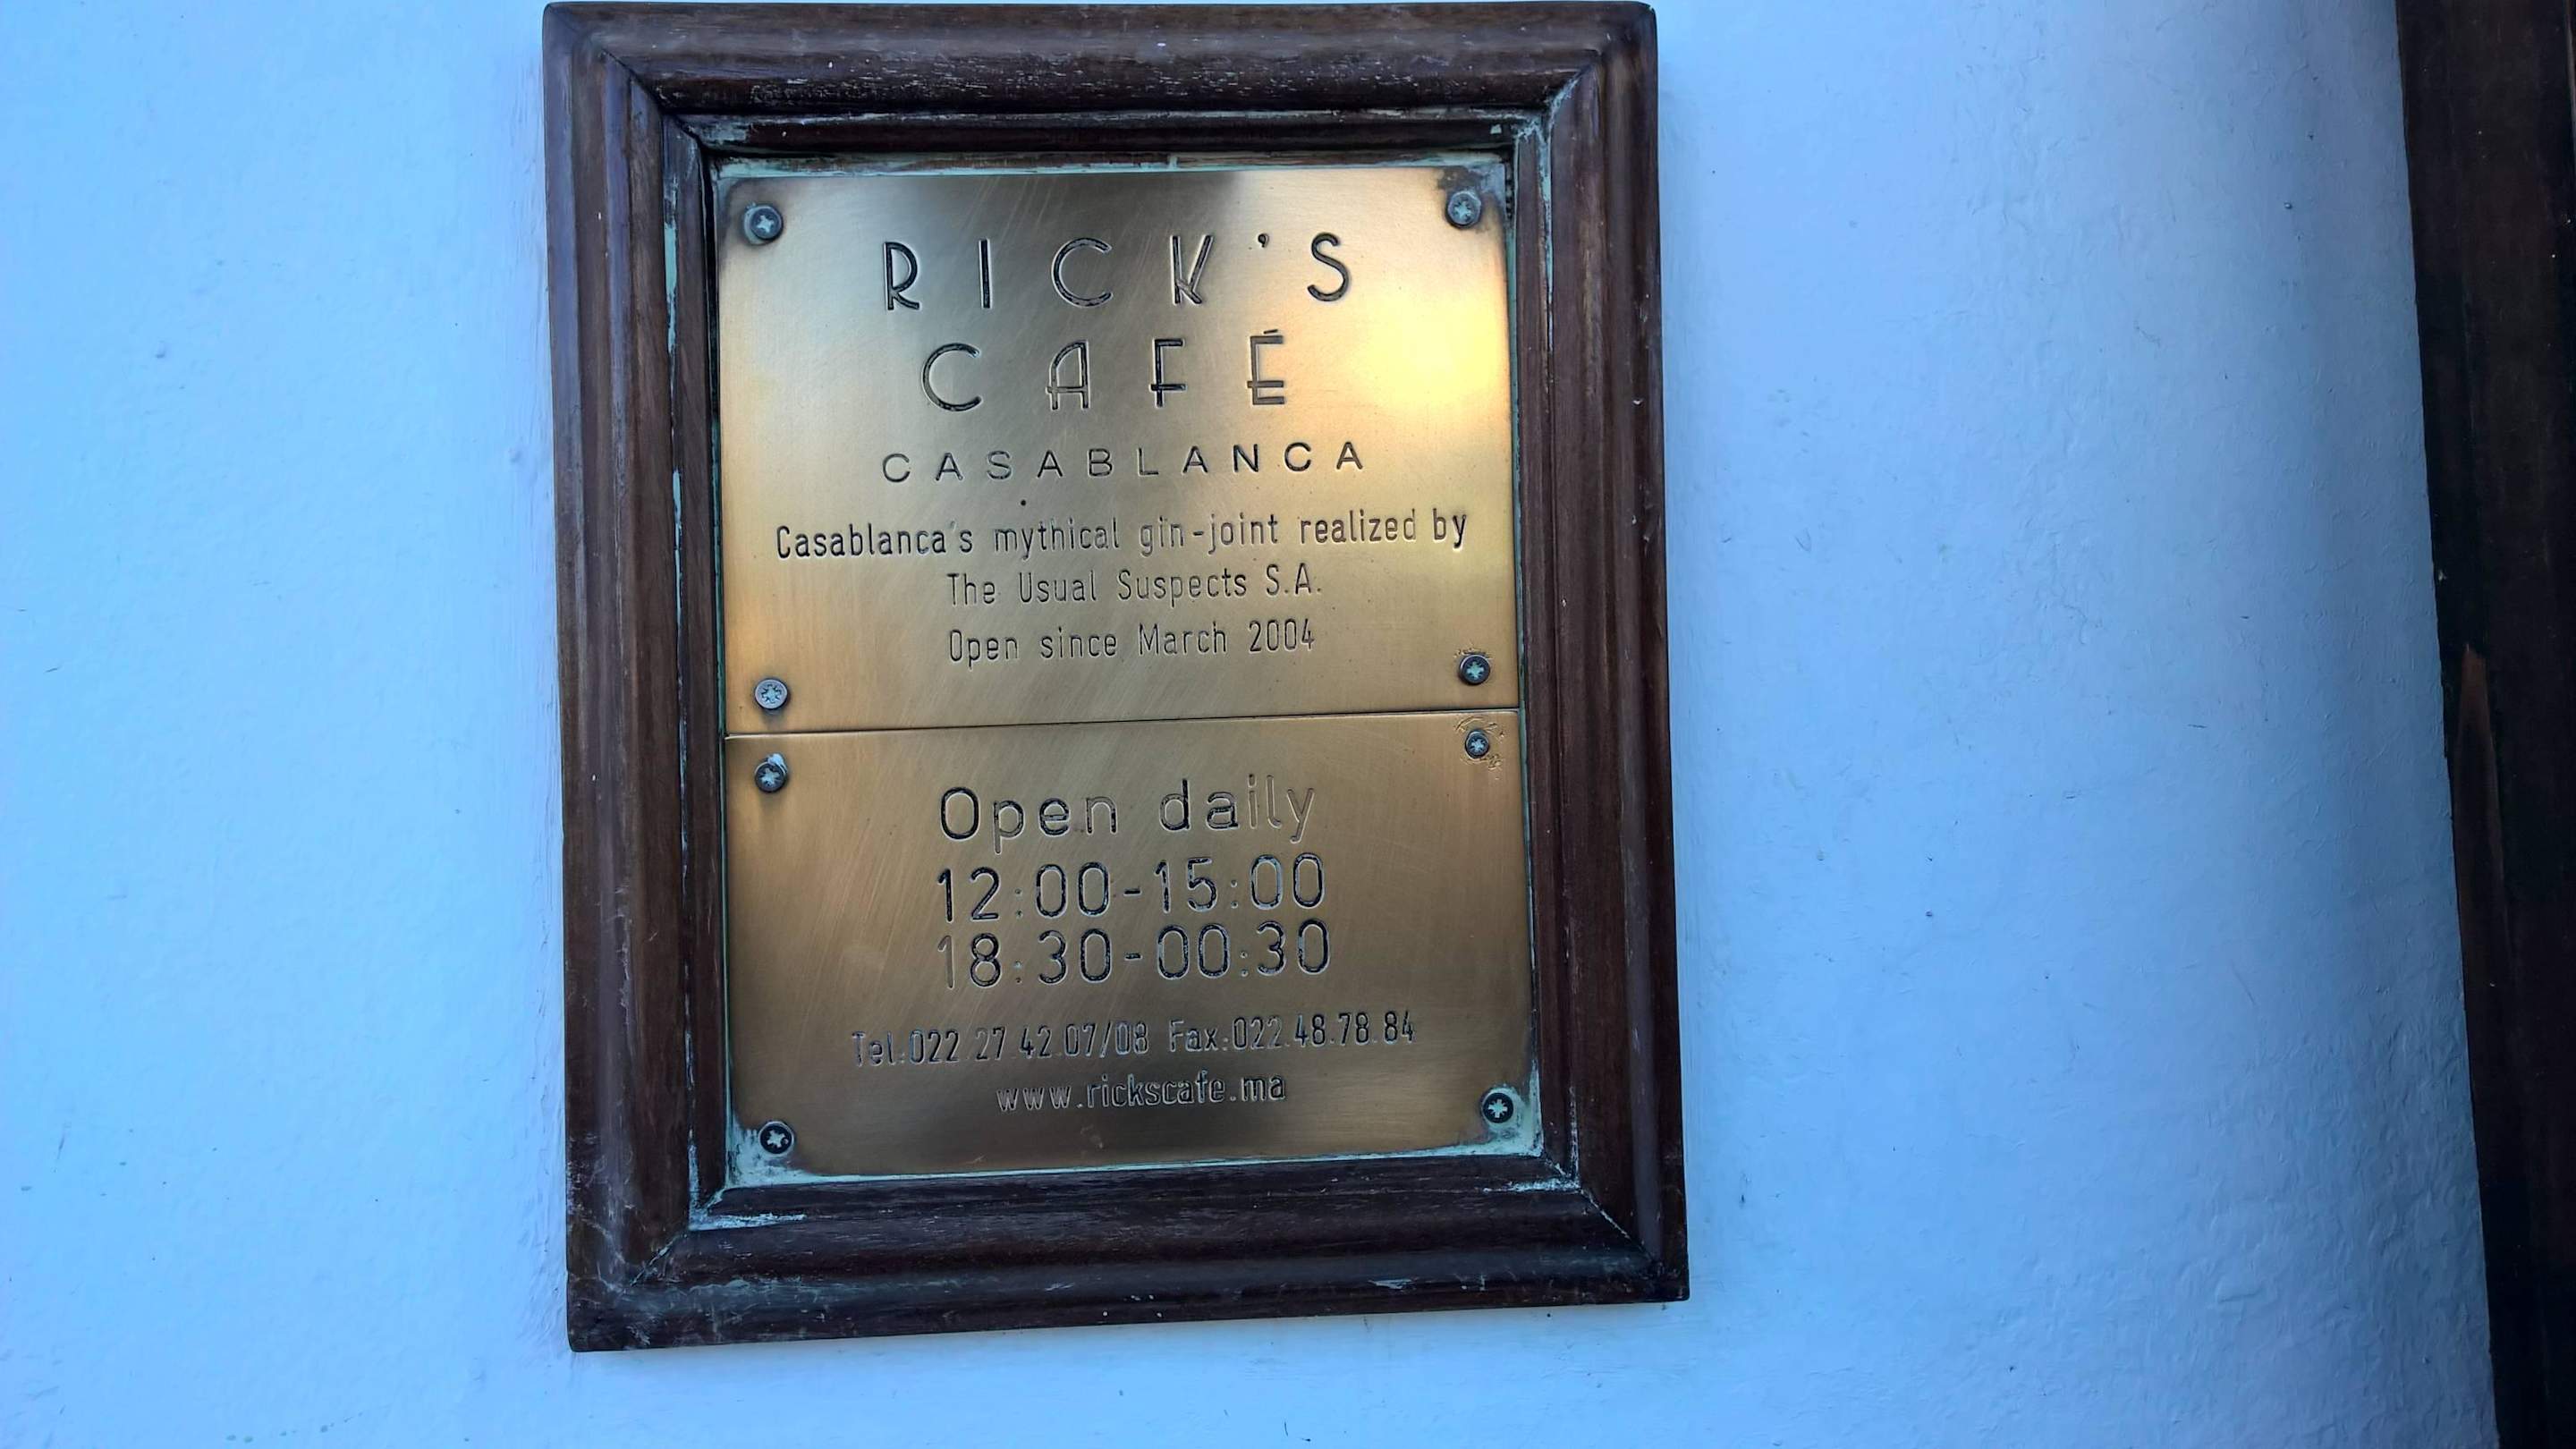 RICK'S
CAFÉ
CASABLANCA
Casablanca's mythical gin-joint realized by
The Usual Suspects S.A.
Open since March 2004
Open daily
12:00-15:00
18:30-00:30
Tel:022 27.42.07/08 Fax:022.48.78.84
www.rickscafe.ma